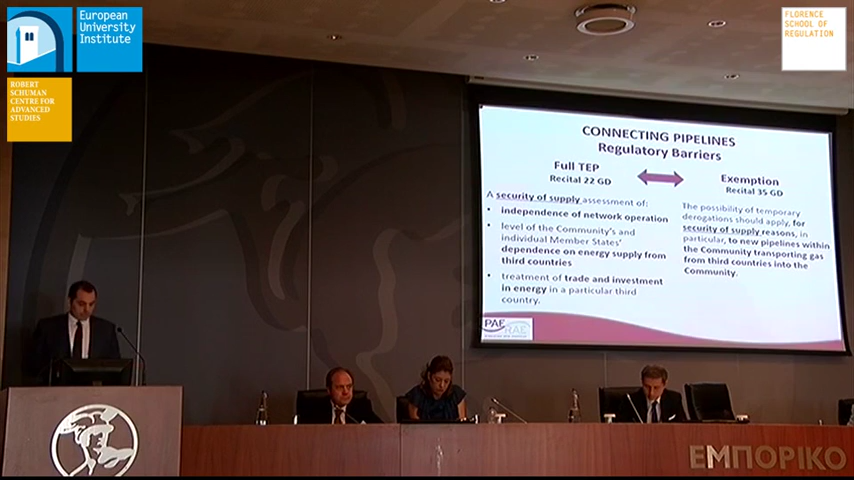 European
University
Institute
ROBERT
SCHUMAN
CENTRE FOR
ADVANCED
STUDIES
FLORENCE
SCHOOL OF
REGULATION
CONNECTING PIPELINES
Regulatory Barriers
Full TEP
Recital 22 GD
A security of supply assessment of:
• independence of network operation
• level of the Community's and
individual Member States'
dependence on energy supply from
third countries
• treatment of trade and investment
in energy in a particular third
country.
Exemption
Recital 35 GD
The possibility of temporary
derogations should apply, for
security of supply reasons, in
particular, to new pipelines within
the Community transporting gas
from third countries into the
Community.
ΡΑΕ
RAE
ΕΜΠΟΡΙΚΟ